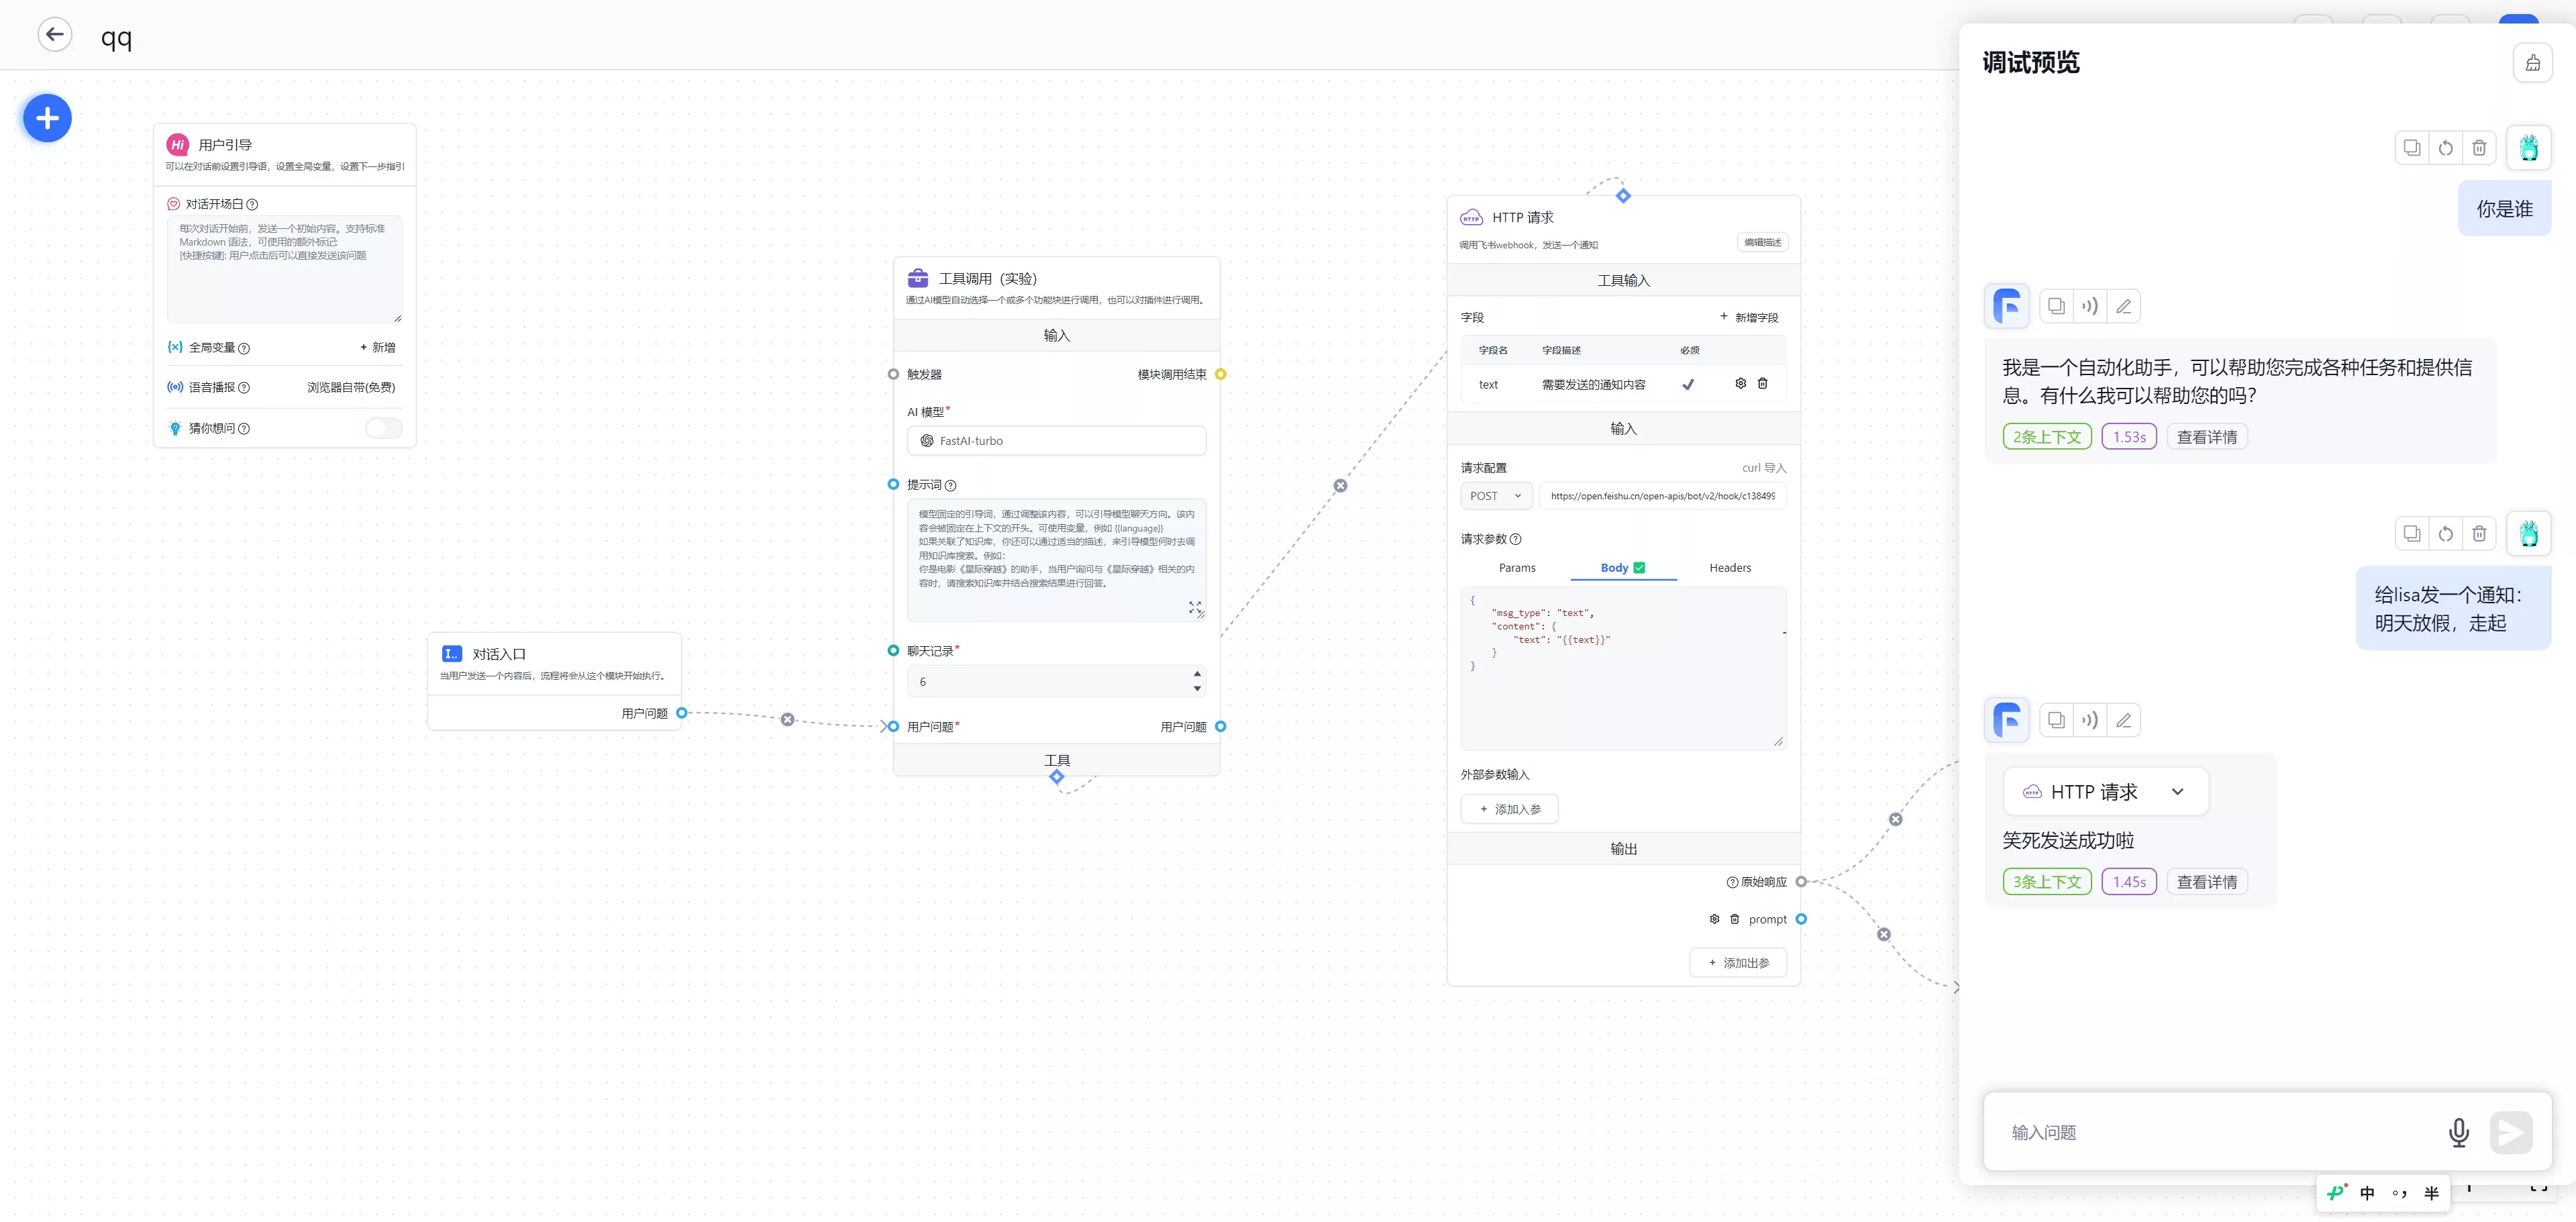 qq
Hi 用户引导
可以在对话前设置引导语，设置全局变量，设置下一步指引
对话开场白
每次对话开始前，发送一个初始内容。支持标准
Markdown 语法，可使用的额外标记:
[快捷按键]: 用户点击后可以直接发送该问题
全局变量 + 新增
语音播报 浏览器自带(免费)
猜你想问
对话入口
当用户发送一个内容后，流程将会从这个模块开始执行。
用户问题
工具调用（实验）
通过AI模型自动选择一个或多个功能块进行调用，也可以对插件进行调用。
输入
触发器 模块调用结束
AI 模型*
FastAI-turbo
提示词
模型固定的引导词，通过调整该内容，可以引导模型聊天方向。该内
容会被固定在上下文的开头。可使用变量，例如 {{language}}
如果关联了知识库，你还可以通过适当的描述，来引导模型何时去调
用知识库搜索。例如：
你是电影《星际穿越》的助手，当用户询问与《星际穿越》相关的内
容时，请搜索知识库并结合搜索结果进行回答。
聊天记录*
6
用户问题* 用户问题
工具
HTTP 请求
调用飞书webhook，发送一个通知 编辑描述
工具输入
字段 + 新增字段
字段名 字段描述 必须
text 需要发送的通知内容
输入
请求配置 curl 导入
POST https://open.feishu.cn/open-apis/bot/v2/hook/c138499
请求参数
Params Body Headers
{
"msg_type": "text",
"content": {
"text": "{{text}}"
}
}
外部参数输入
+ 添加入参
输出
原始响应
prompt
+ 添加出参
调试预览
你是谁
我是一个自动化助手，可以帮助您完成各种任务和提供信
息。有什么我可以帮助您的吗？
2条上下文 1.53s 查看详情
给lisa发一个通知：
明天放假，走起
HTTP 请求
笑死发送成功啦
3条上下文 1.45s 查看详情
输入问题
中 °， 半